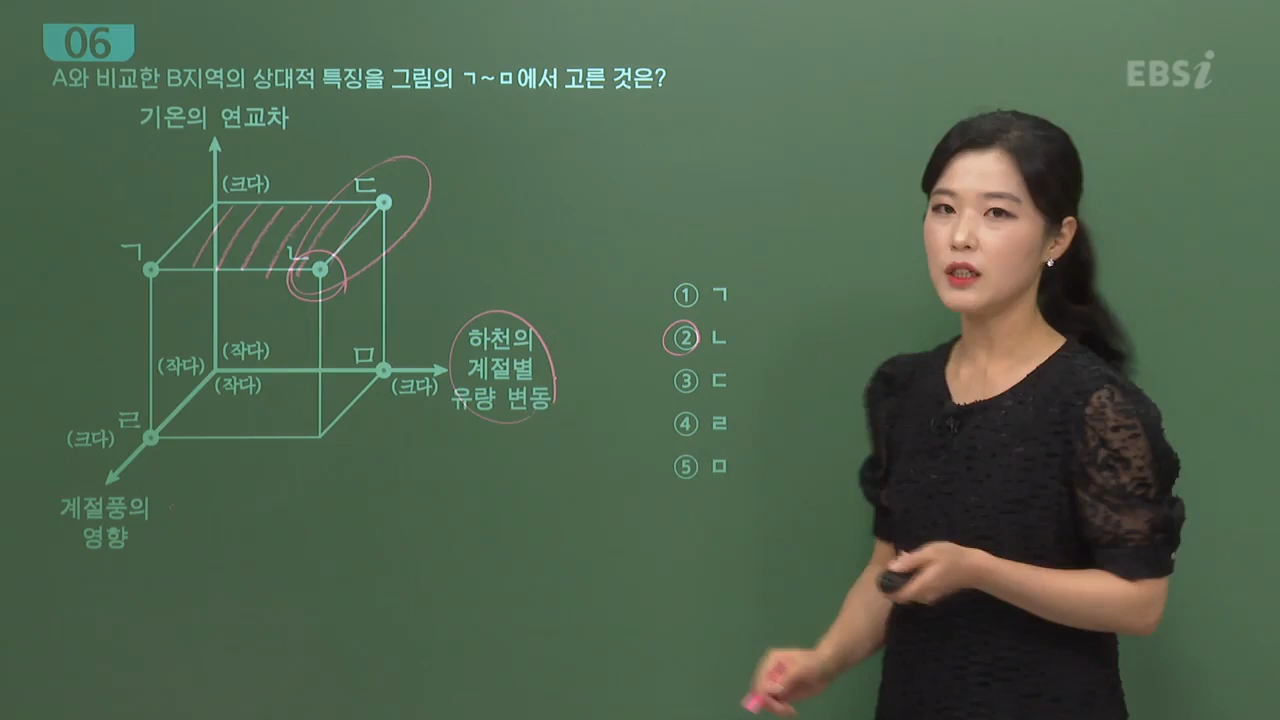 06
EBSi
A와 비교한 B지역의 상대적 특징을 그림의 ㄱ~ㅁ에서 고른 것은?
기온의 연교차
(크다)
ㄷ
ㄱ
ㄴ
(작다)
(작다)
(작다)
ㅁ
(크다)
하천의
계절별
유량 변동
ㄹ
(크다)
계절풍의
영향
① ㄱ
② ㄴ
③ ㄷ
④ ㄹ
⑤ ㅁ